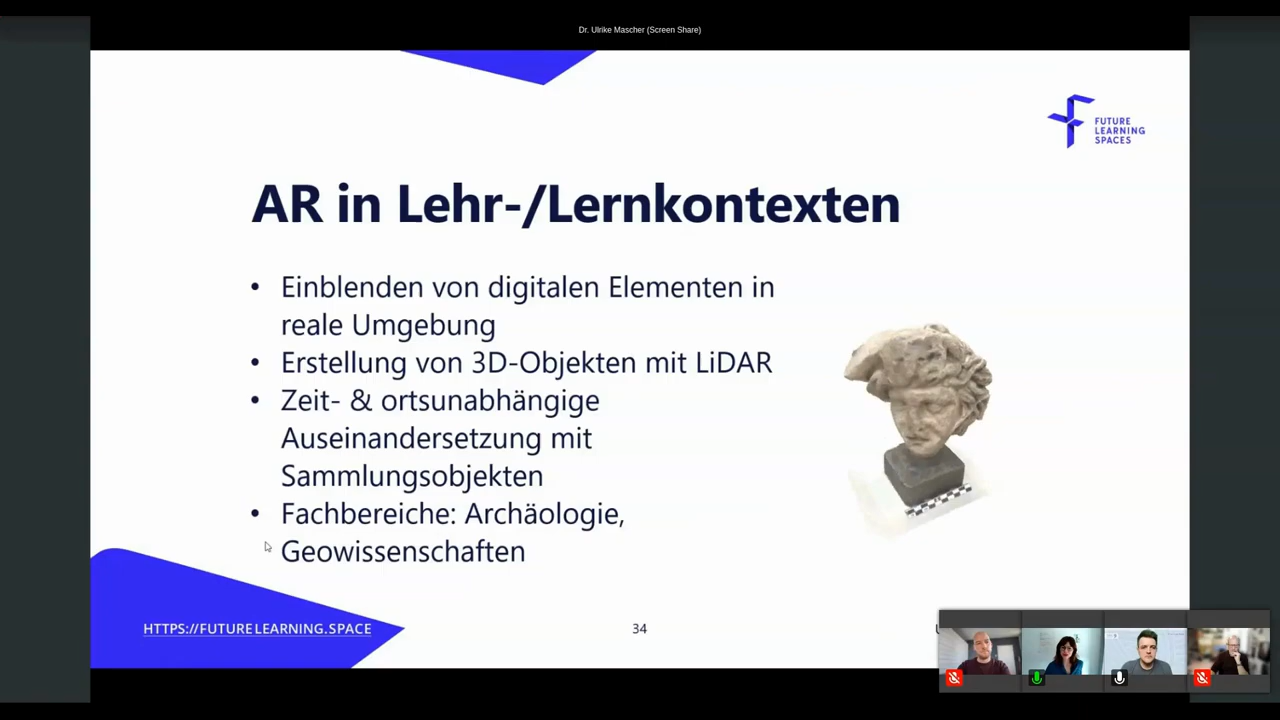 Dr. Ulrike Mascher (Screen Share)
FUTURE
LEARNING
SPACES
AR in Lehr-/Lernkontexten
• Einblenden von digitalen Elementen in
reale Umgebung
• Erstellung von 3D-Objekten mit LiDAR
• Zeit- & ortsunabhängige
Auseinandersetzung mit
Sammlungsobjekten
• Fachbereiche: Archäologie,
Geowissenschaften
HTTPS://FUTURELEARNING.SPACE
34